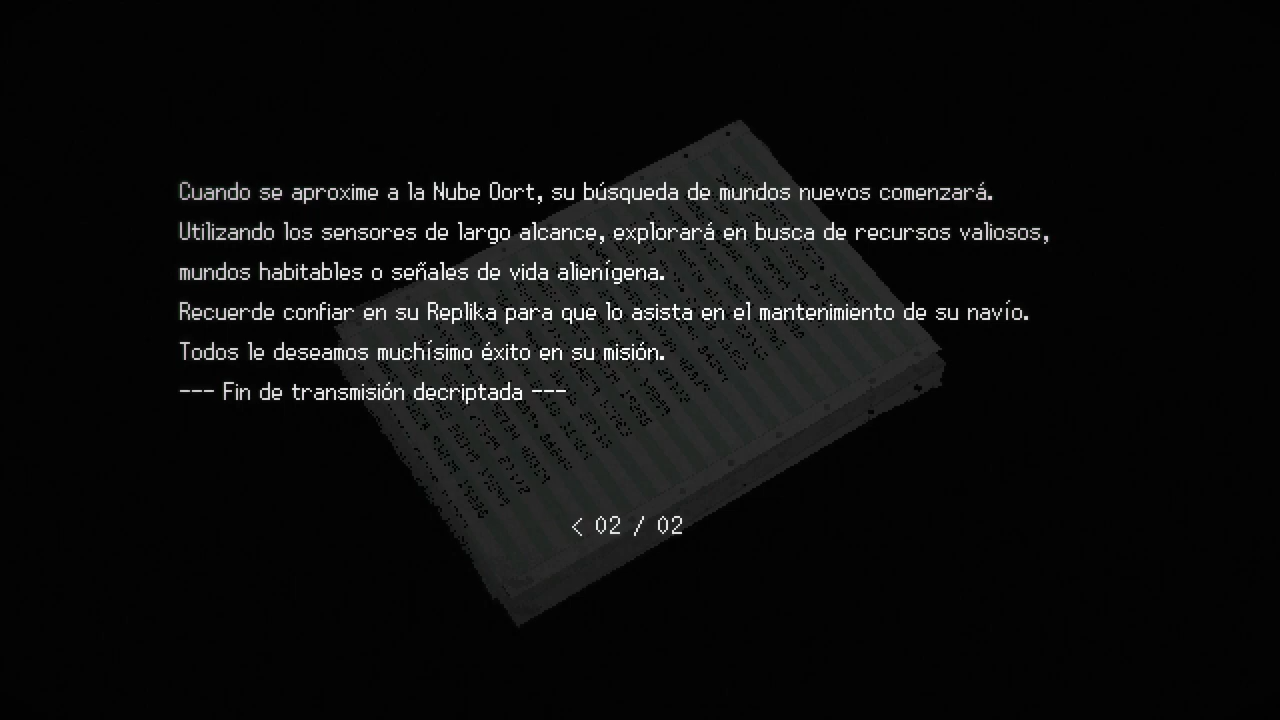 Cuando se aproxime a la Nube Oort, su búsqueda de mundos nuevos comenzará.
Utilizando los sensores de largo alcance, explorará en busca de recursos valiosos,
mundos habitables o señales de vida alienígena.
Recuerde confiar en su Replika para que lo asista en el mantenimiento de su navío.
Todos le deseamos muchísimo éxito en su misión.
--- Fin de transmisión decriptada ---
< 02 / 02